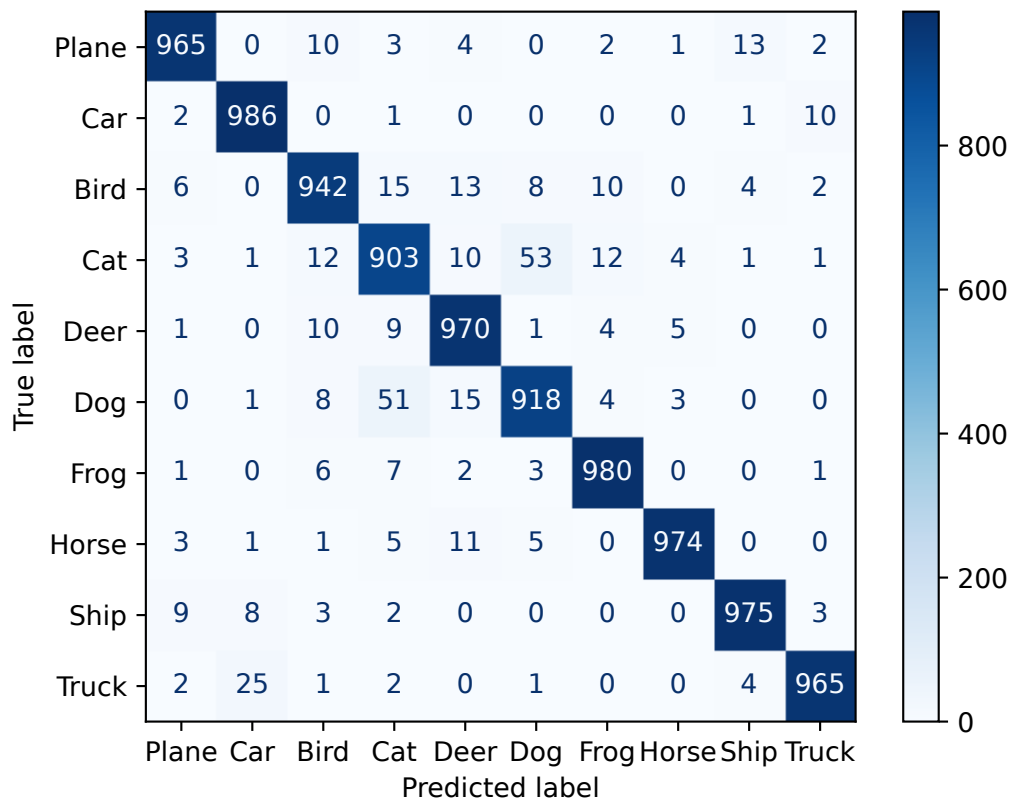 Plane 965 0 10 3 4 0 2 1 13 2
Car 2 986 0 1 0 0 0 0 1 10
800
Bird 6 0 942 15 13 8 10 0 4 2
Cat 3 1 12 903 10 53 12 4 1 1
600
Deer 1 0 10 9 970 1 4 5 0 0
True label
Dog 0 1 8 51 15 918 4 3 0 0
400
Frog 1 0 6 7 2 3 980 0 0 1
Horse 3 1 1 5 11 5 0 974 0 0
200
Ship 9 8 3 2 0 0 0 0 975 3
Truck 2 25 1 2 0 1 0 0 4 965
0
Plane Car Bird Cat Deer Dog Frog Horse Ship Truck
Predicted label